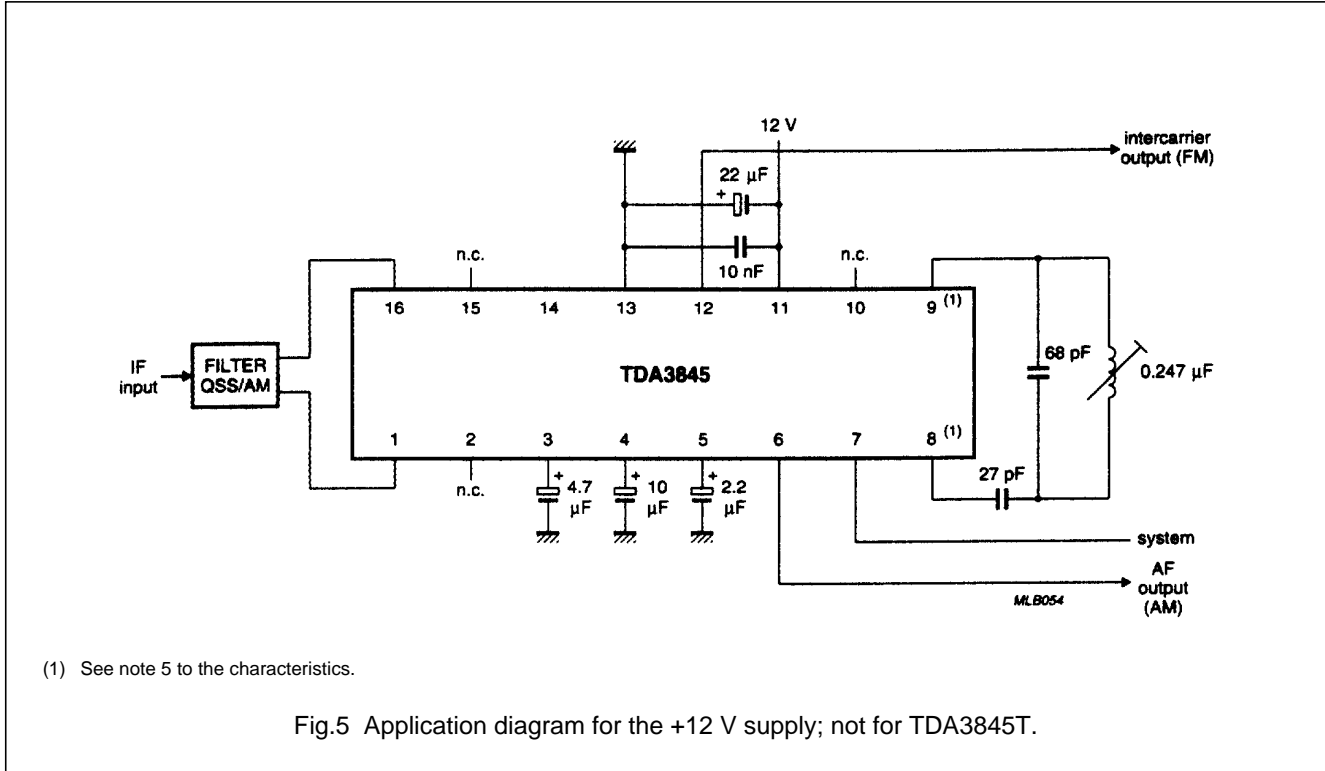 12 V
intercarrier
output (FM)
22 µF
+
n.c.
n.c.
10 nF
16 15 14 13 12 11 10 9 (1)
IF
input
FILTER
QSS/AM
TDA3845
68 pF
0.247 µF
1 2 3 4 5 6 7 8 (1)
n.c.
+ 4.7
µF
+ 10
µF
+ 2.2
µF
27 pF
system
AF
output
(AM)
MLB054
(1) See note 5 to the characteristics.
Fig.5 Application diagram for the +12 V supply; not for TDA3845T.